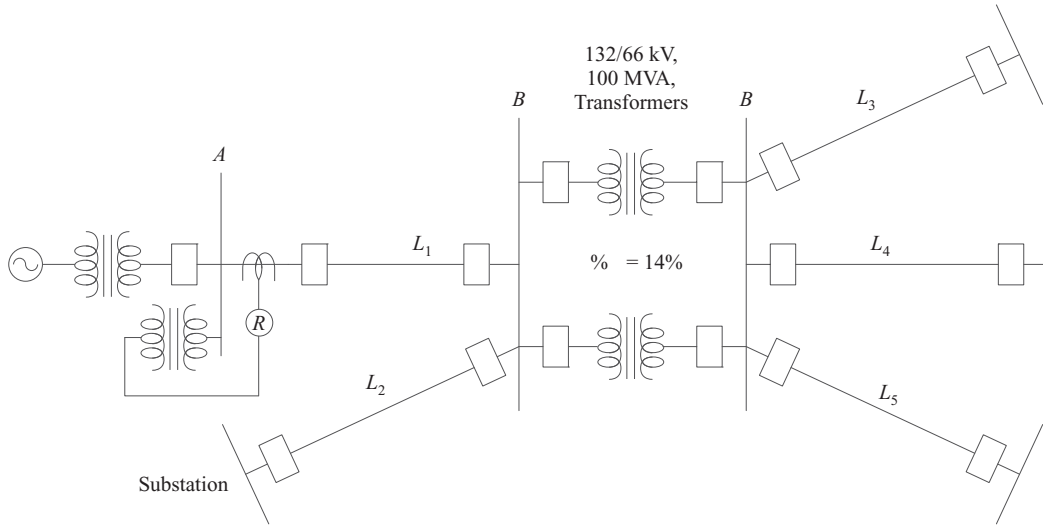 132/66 kV,
100 MVA,
Transformers
B
B
A
L₃
L₁
L₄
% = 14%
R
L₂
L₅
Substation